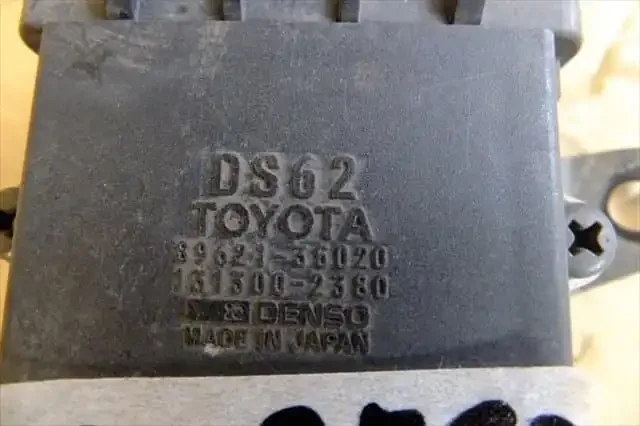 DS62
TOYOTA
89621-36020
131300-2380
DENSO
MADE IN JAPAN